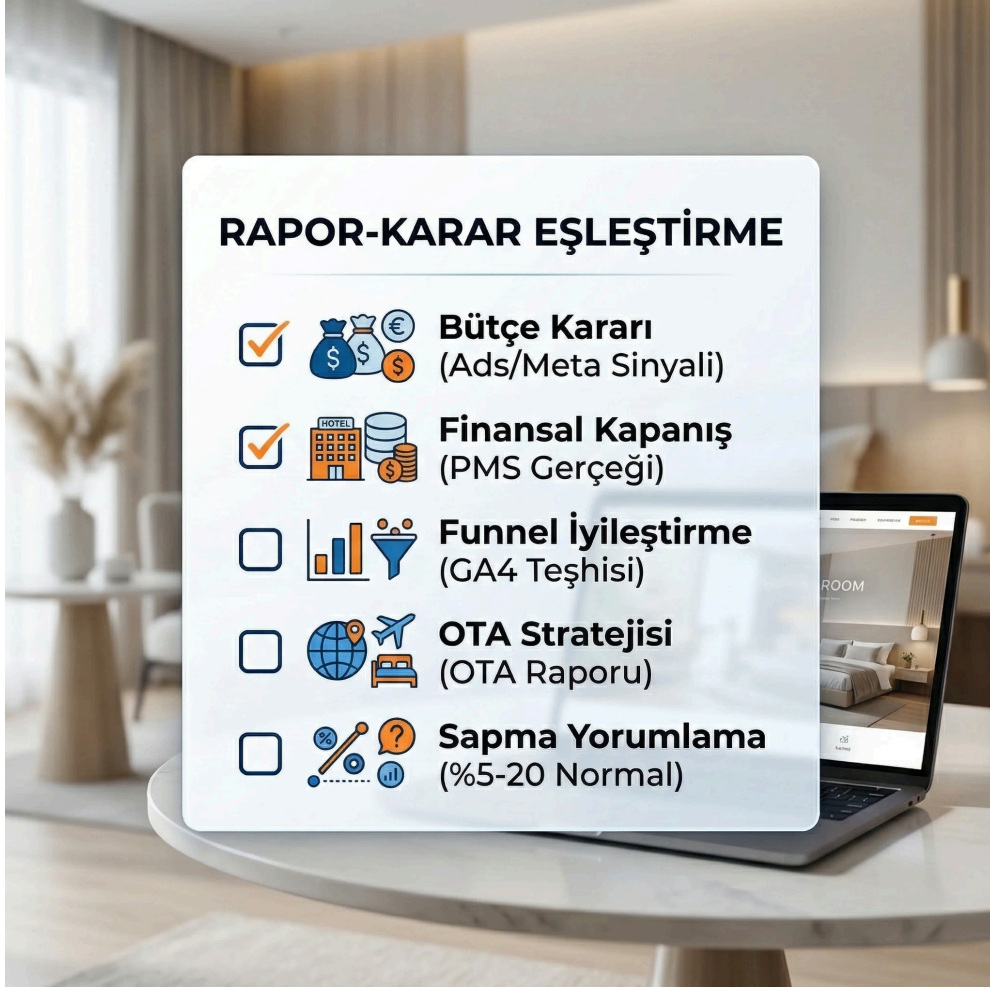 RAPOR-KARAR EŞLEŞTİRME
Bütçe Kararı
(Ads/Meta Sinyali)
HOTEL
Finansal Kapanış
(PMS Gerçeği)
Funnel İyileştirme
(GA4 Teşhisi)
ROOM
OTA Stratejisi
(OTA Raporu)
Sapma Yorumlama
(%5-20 Normal)